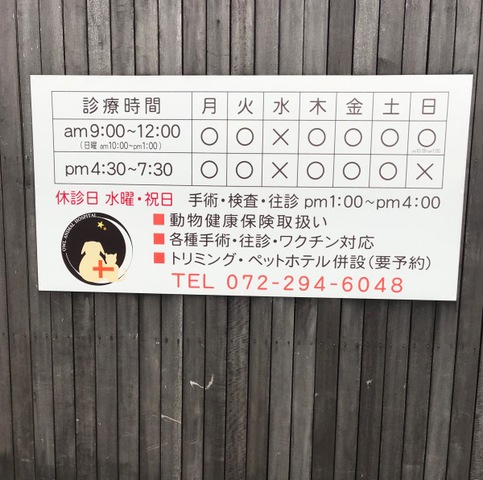 診療時間 月 火 水 木 金 土 日
am9:00~12:00 ○ ○ × ○ ○ ○ ○
(日曜 am10:00~pm1:00)
pm4:30~7:30 ○ ○ × ○ ○ ○ ×
休診日 水曜・祝日 手術・検査・往診 pm1:00~pm4:00
OWL ANIMAL HOSPITAL
■動物健康保険取扱い
■各種手術・往診・ワクチン対応
■トリミング・ペットホテル併設(要予約)
TEL 072-294-6048